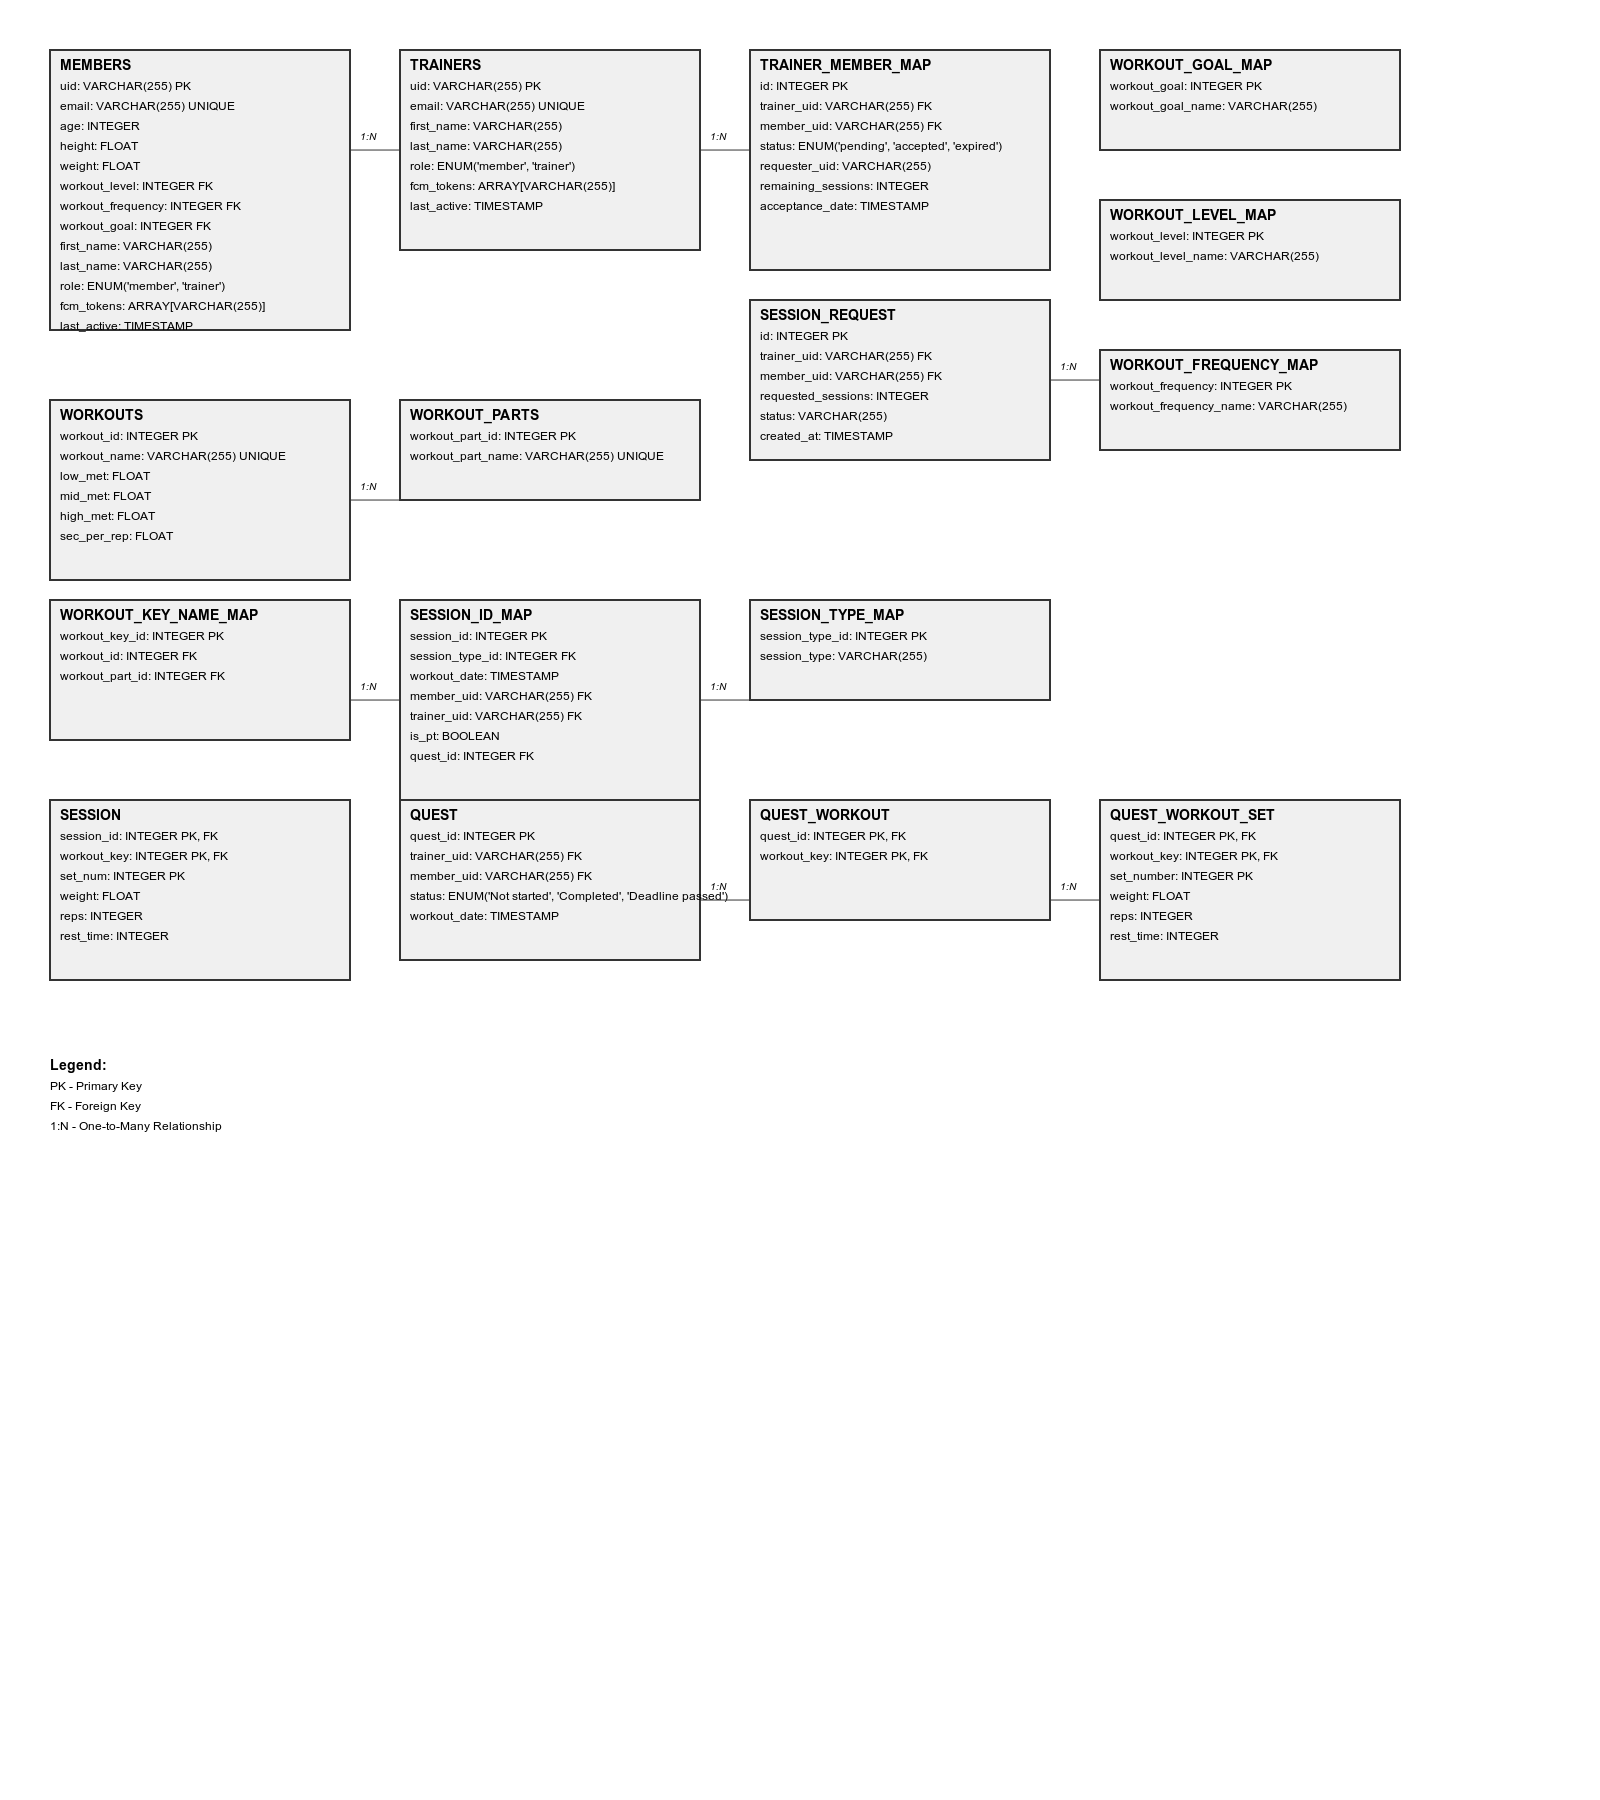 MEMBERS
uid: VARCHAR(255) PK
email: VARCHAR(255) UNIQUE
age: INTEGER
height: FLOAT
weight: FLOAT
workout_level: INTEGER FK
workout_frequency: INTEGER FK
workout_goal: INTEGER FK
first_name: VARCHAR(255)
last_name: VARCHAR(255)
role: ENUM('member', 'trainer')
fcm_tokens: ARRAY[VARCHAR(255)]
last_active: TIMESTAMP
1:N
TRAINERS
uid: VARCHAR(255) PK
email: VARCHAR(255) UNIQUE
first_name: VARCHAR(255)
last_name: VARCHAR(255)
role: ENUM('member', 'trainer')
fcm_tokens: ARRAY[VARCHAR(255)]
last_active: TIMESTAMP
1:N
TRAINER_MEMBER_MAP
id: INTEGER PK
trainer_uid: VARCHAR(255) FK
member_uid: VARCHAR(255) FK
status: ENUM('pending', 'accepted', 'expired')
requester_uid: VARCHAR(255)
remaining_sessions: INTEGER
acceptance_date: TIMESTAMP
WORKOUT_GOAL_MAP
workout_goal: INTEGER PK
workout_goal_name: VARCHAR(255)
WORKOUT_LEVEL_MAP
workout_level: INTEGER PK
workout_level_name: VARCHAR(255)
SESSION_REQUEST
id: INTEGER PK
trainer_uid: VARCHAR(255) FK
member_uid: VARCHAR(255) FK
requested_sessions: INTEGER
status: VARCHAR(255)
created_at: TIMESTAMP
1:N
WORKOUT_FREQUENCY_MAP
workout_frequency: INTEGER PK
workout_frequency_name: VARCHAR(255)
WORKOUTS
workout_id: INTEGER PK
workout_name: VARCHAR(255) UNIQUE
low_met: FLOAT
mid_met: FLOAT
high_met: FLOAT
sec_per_rep: FLOAT
1:N
WORKOUT_PARTS
workout_part_id: INTEGER PK
workout_part_name: VARCHAR(255) UNIQUE
WORKOUT_KEY_NAME_MAP
workout_key_id: INTEGER PK
workout_id: INTEGER FK
workout_part_id: INTEGER FK
1:N
SESSION_ID_MAP
session_id: INTEGER PK
session_type_id: INTEGER FK
workout_date: TIMESTAMP
member_uid: VARCHAR(255) FK
trainer_uid: VARCHAR(255) FK
is_pt: BOOLEAN
quest_id: INTEGER FK
1:N
SESSION_TYPE_MAP
session_type_id: INTEGER PK
session_type: VARCHAR(255)
SESSION
session_id: INTEGER PK, FK
workout_key: INTEGER PK, FK
set_num: INTEGER PK
weight: FLOAT
reps: INTEGER
rest_time: INTEGER
QUEST
quest_id: INTEGER PK
trainer_uid: VARCHAR(255) FK
member_uid: VARCHAR(255) FK
status: ENUM('Not started', 'Completed', 'Deadline passed')
workout_date: TIMESTAMP
1:N
QUEST_WORKOUT
quest_id: INTEGER PK, FK
workout_key: INTEGER PK, FK
1:N
QUEST_WORKOUT_SET
quest_id: INTEGER PK, FK
workout_key: INTEGER PK, FK
set_number: INTEGER PK
weight: FLOAT
reps: INTEGER
rest_time: INTEGER
Legend:
PK - Primary Key
FK - Foreign Key
1:N - One-to-Many Relationship